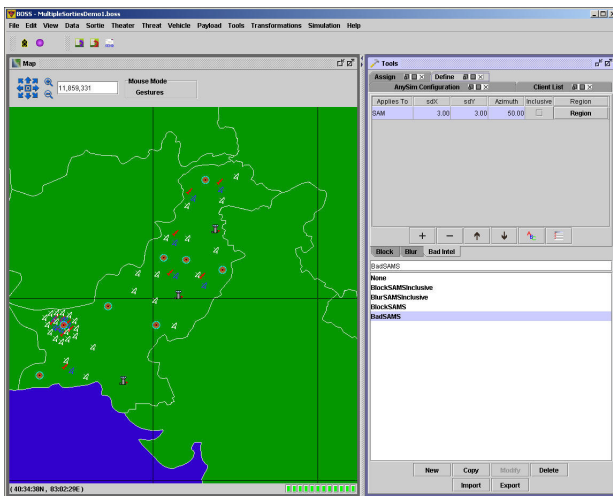 BOSS - MultipleSortiesDemo1.boss
File Edit View Data Sortie Theater Threat Vehicle Payload Tools Transformations Simulation Help
Map
11,859,331
Mouse Mode
Gestures
(40:34:38N, 83:02:29E)
Tools
Assign Define
AnySim Configuration Client List
Applies To sdX sdY Azimuth Inclusive Region
SAM 3.00 3.00 50.00 Region
Block Blur Bad Intel
BadSAMS
None
BlockSAMSInclusive
BlurSAMSInclusive
BlockSAMS
BadSAMS
New Copy Modify Delete
Import Export